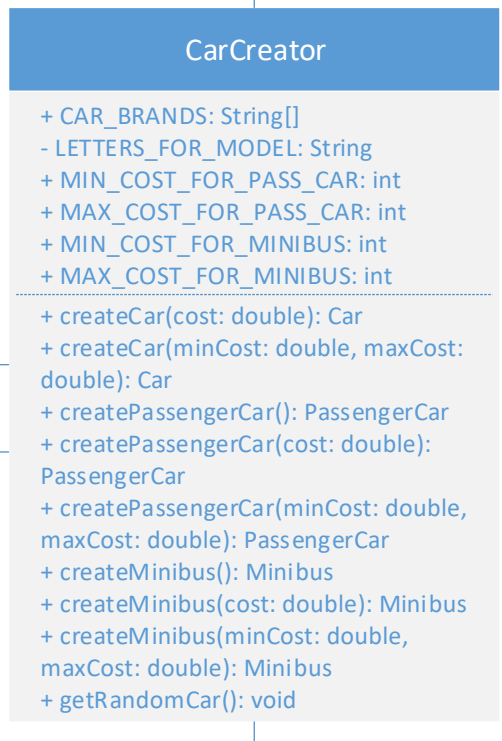 CarCreator
+ CAR_BRANDS: String[]
- LETTERS_FOR_MODEL: String
+ MIN_COST_FOR_PASS_CAR: int
+ MAX_COST_FOR_PASS_CAR: int
+ MIN_COST_FOR_MINIBUS: int
+ MAX_COST_FOR_MINIBUS: int
+ createCar(cost: double): Car
+ createCar(minCost: double, maxCost:
double): Car
+ createPassengerCar(): PassengerCar
+ createPassengerCar(cost: double):
PassengerCar
+ createPassengerCar(minCost: double,
maxCost: double): PassengerCar
+ createMinibus(): Minibus
+ createMinibus(cost: double): Minibus
+ createMinibus(minCost: double,
maxCost: double): Minibus
+ getRandomCar(): void